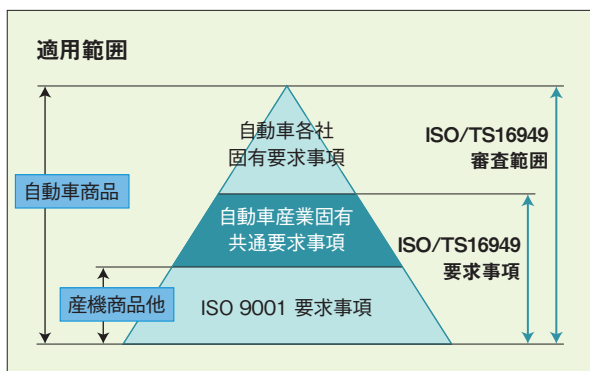 適用範囲
自動車各社
固有要求事項
ISO/TS16949
審査範囲
自動車商品
自動車産業固有
共通要求事項
ISO/TS16949
要求事項
産機商品他
ISO 9001 要求事項